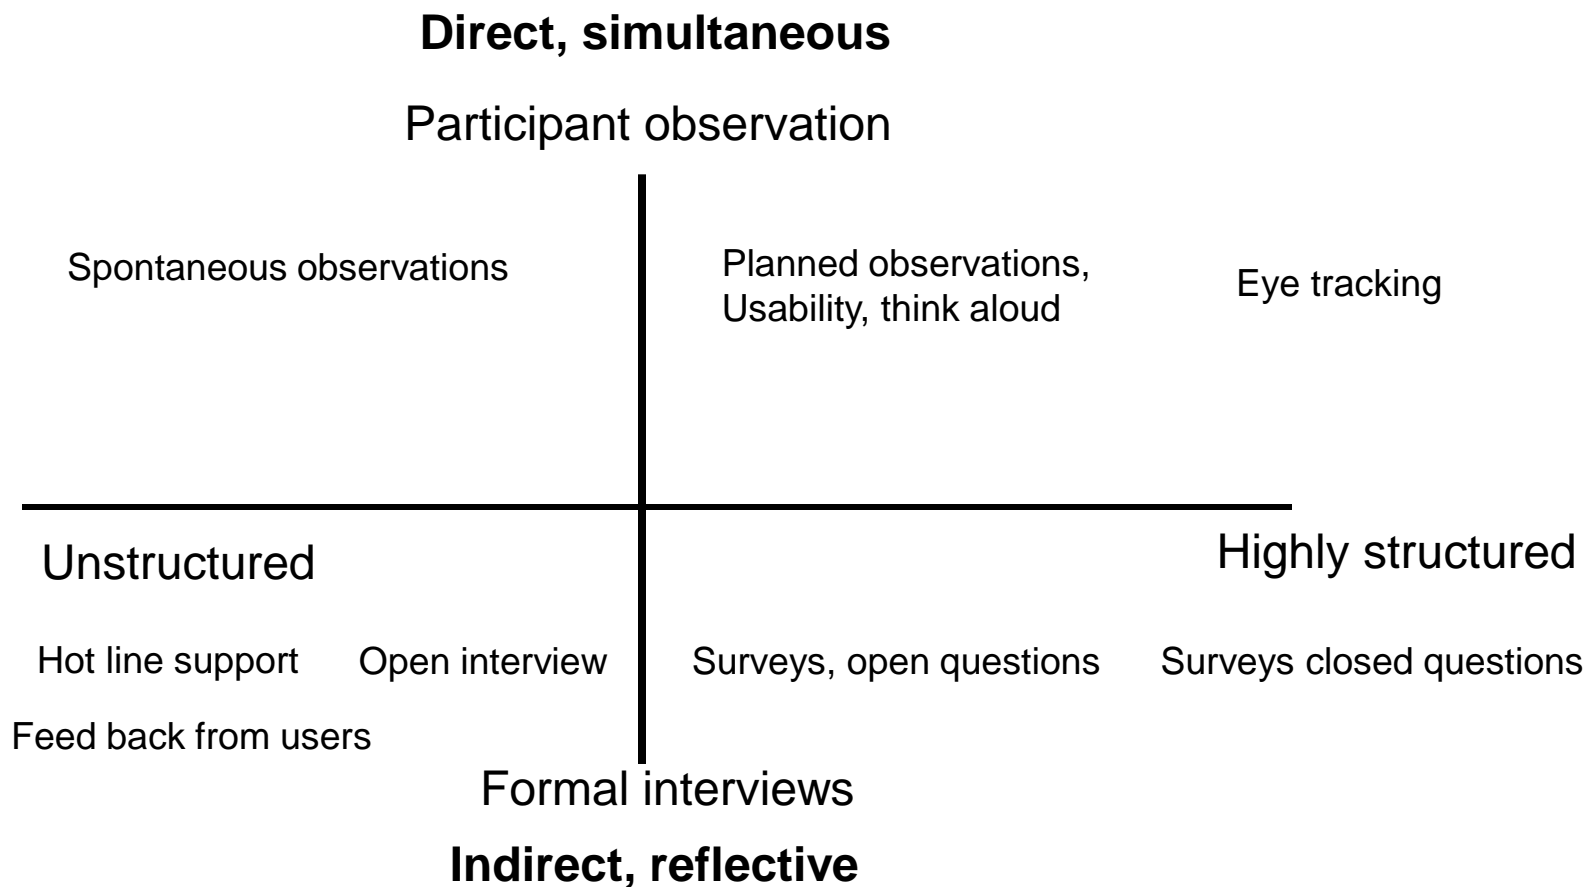 Direct, simultaneous
Participant observation
Spontaneous observations
Planned observations,
Usability, think aloud
Eye tracking
Unstructured
Highly structured
Hot line support
Open interview
Surveys, open questions
Surveys closed questions
Feed back from users
Formal interviews
Indirect, reflective